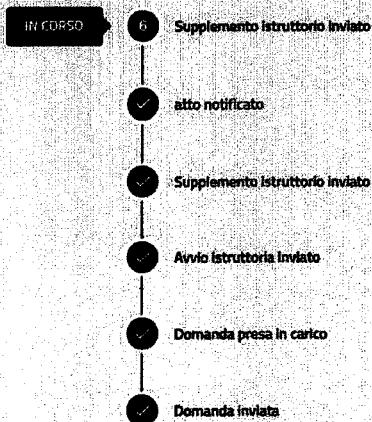 IN CORSO
6 Supplemento istruttorio inviato
atto notificato
Supplemento istruttorio inviato
Avvio istruttoria inviato
Domanda presa in carico
Domanda inviata